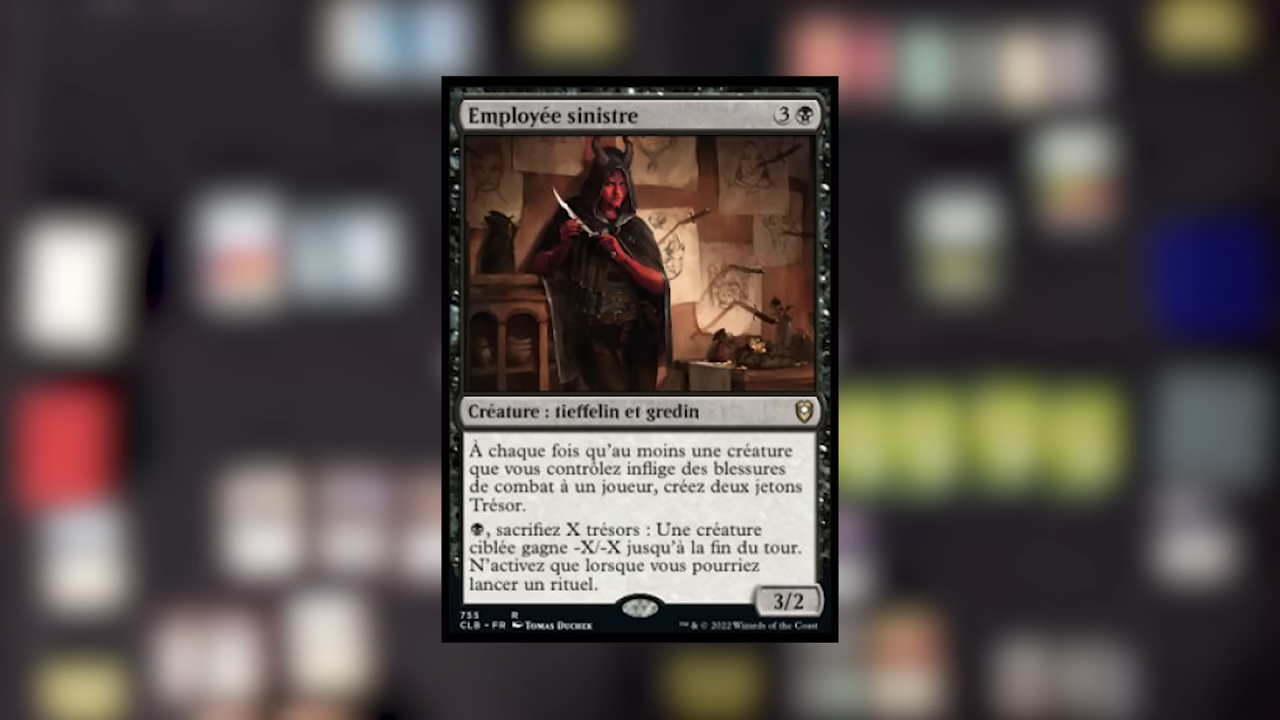 Employée sinistre 3
Créature : tieffelin et gredin
À chaque fois qu'au moins une créature
que vous contrôlez inflige des blessures
de combat à un joueur, créez deux jetons
Trésor.
, sacrifiez X trésors : Une créature
ciblée gagne -X/-X jusqu'à la fin du tour.
N'activez que lorsque vous pourriez
lancer un rituel.
3/2
755 R
CLB • FR Tomas Duchek
™ & © 2022 Wizards of the Coast